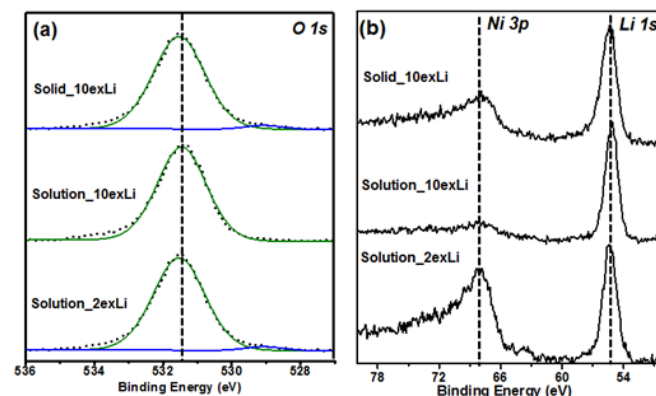 (a)
O 1s
Solid_10exLi
Solution_10exLi
Solution_2exLi
536
534
532
530
528
Binding Energy (eV)
(b)
Ni 3p
Li 1s
Solid_10exLi
Solution_10exLi
Solution_2exLi
78
72
66
60
54
Binding Energy (eV)